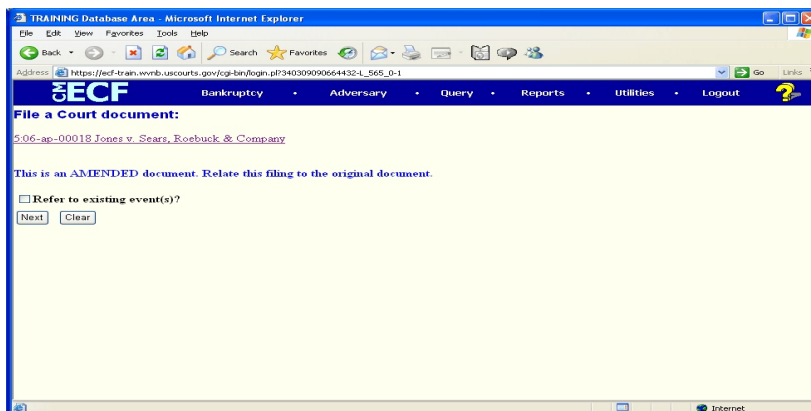 TRAINING Database Area - Microsoft Internet Explorer
File Edit View Favorites Tools Help
Back Search Favorites
Address https://ecf-train.wvnb.uscourts.gov/cgi-bin/login.pl?340309090664432-L_565_0-1 Go Links
CM ECF Bankruptcy • Adversary • Query • Reports • Utilities • Logout ?
File a Court document:
5:06-ap-00018 Jones v. Sears, Roebuck & Company
This is an AMENDED document. Relate this filing to the original document.
Refer to existing event(s)?
Next Clear
Internet